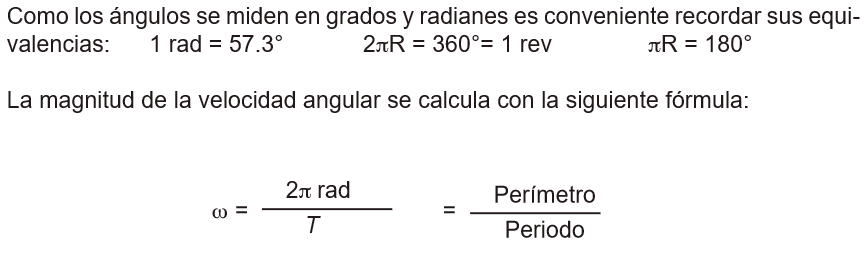 Como los ángulos se miden en grados y radianes es conveniente recordar sus equi-
valencias: 1 rad = 57.3° 2πR = 360°= 1 rev πR = 180°
La magnitud de la velocidad angular se calcula con la siguiente fórmula:
ω = 2π rad / T = Perímetro / Periodo